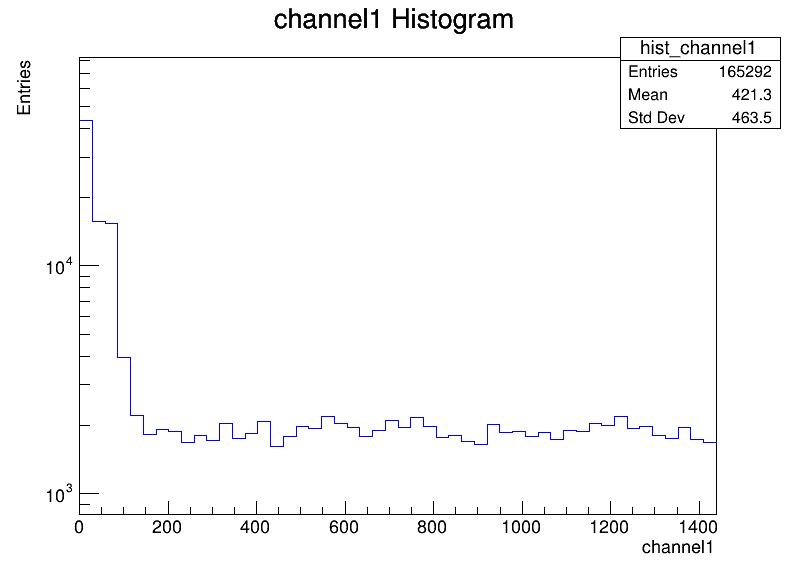 channel1 Histogram
hist_channel1
Entries 165292
Mean 421.3
Std Dev 463.5
Entries
10^4
10^3
0 200 400 600 800 1000 1200 1400
channel1